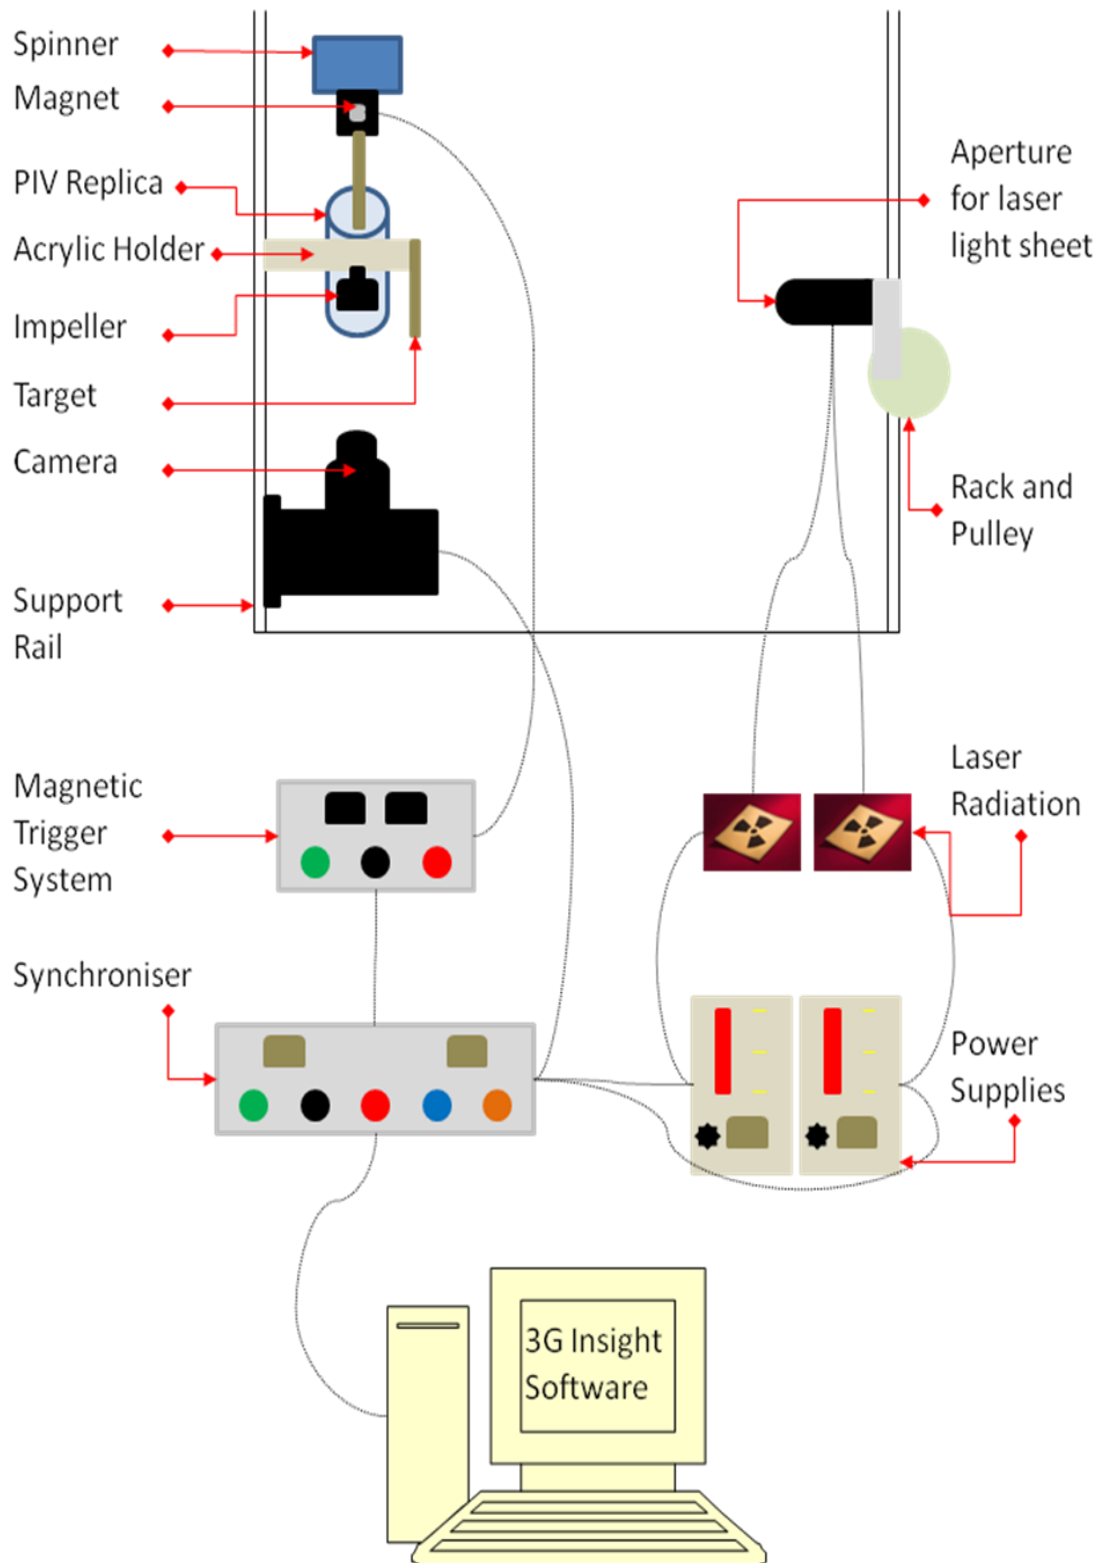 Spinner
Magnet
PIV Replica
Acrylic Holder
Impeller
Target
Camera
Support
Rail
Aperture
for laser
light sheet
Rack and
Pulley
Magnetic
Trigger
System
Laser
Radiation
Synchroniser
Power
Supplies
3G Insight
Software